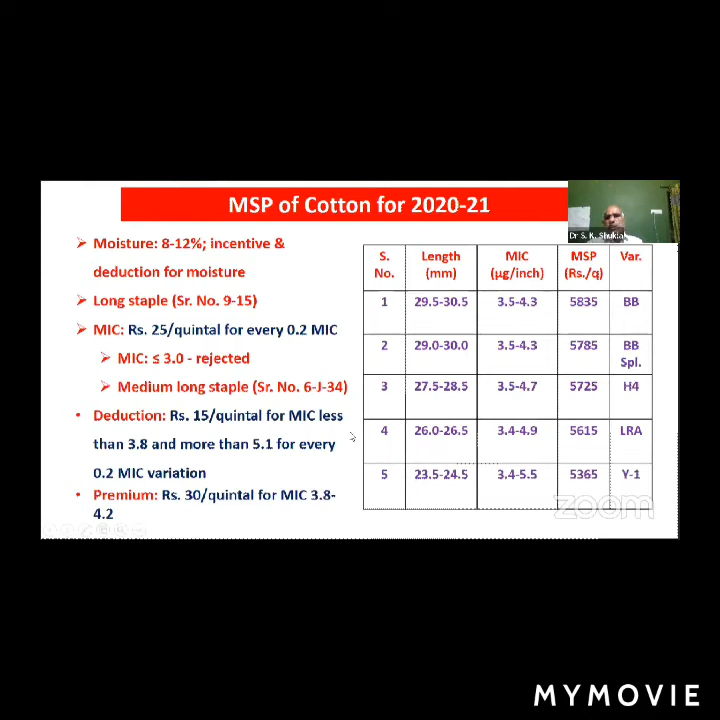 MSP of Cotton for 2020-21
Dr S. K. Shukla
Moisture: 8-12%; incentive &
deduction for moisture
Long staple (Sr. No. 9-15)
MIC: Rs. 25/quintal for every 0.2 MIC
MIC: ≤ 3.0 - rejected
Medium long staple (Sr. No. 6-J-34)
Deduction: Rs. 15/quintal for MIC less
than 3.8 and more than 5.1 for every
0.2 MIC variation
Premium: Rs. 30/quintal for MIC 3.8-
4.2
S. No. Length (mm) MIC (µg/inch) MSP (Rs./q) Var.
1 29.5-30.5 3.5-4.3 5835 BB
2 29.0-30.0 3.5-4.3 5785 BB Spl.
3 27.5-28.5 3.5-4.7 5725 H4
4 26.0-26.5 3.4-4.9 5615 LRA
5 23.5-24.5 3.4-5.5 5365 Y-1
zoom
MYMOVIE